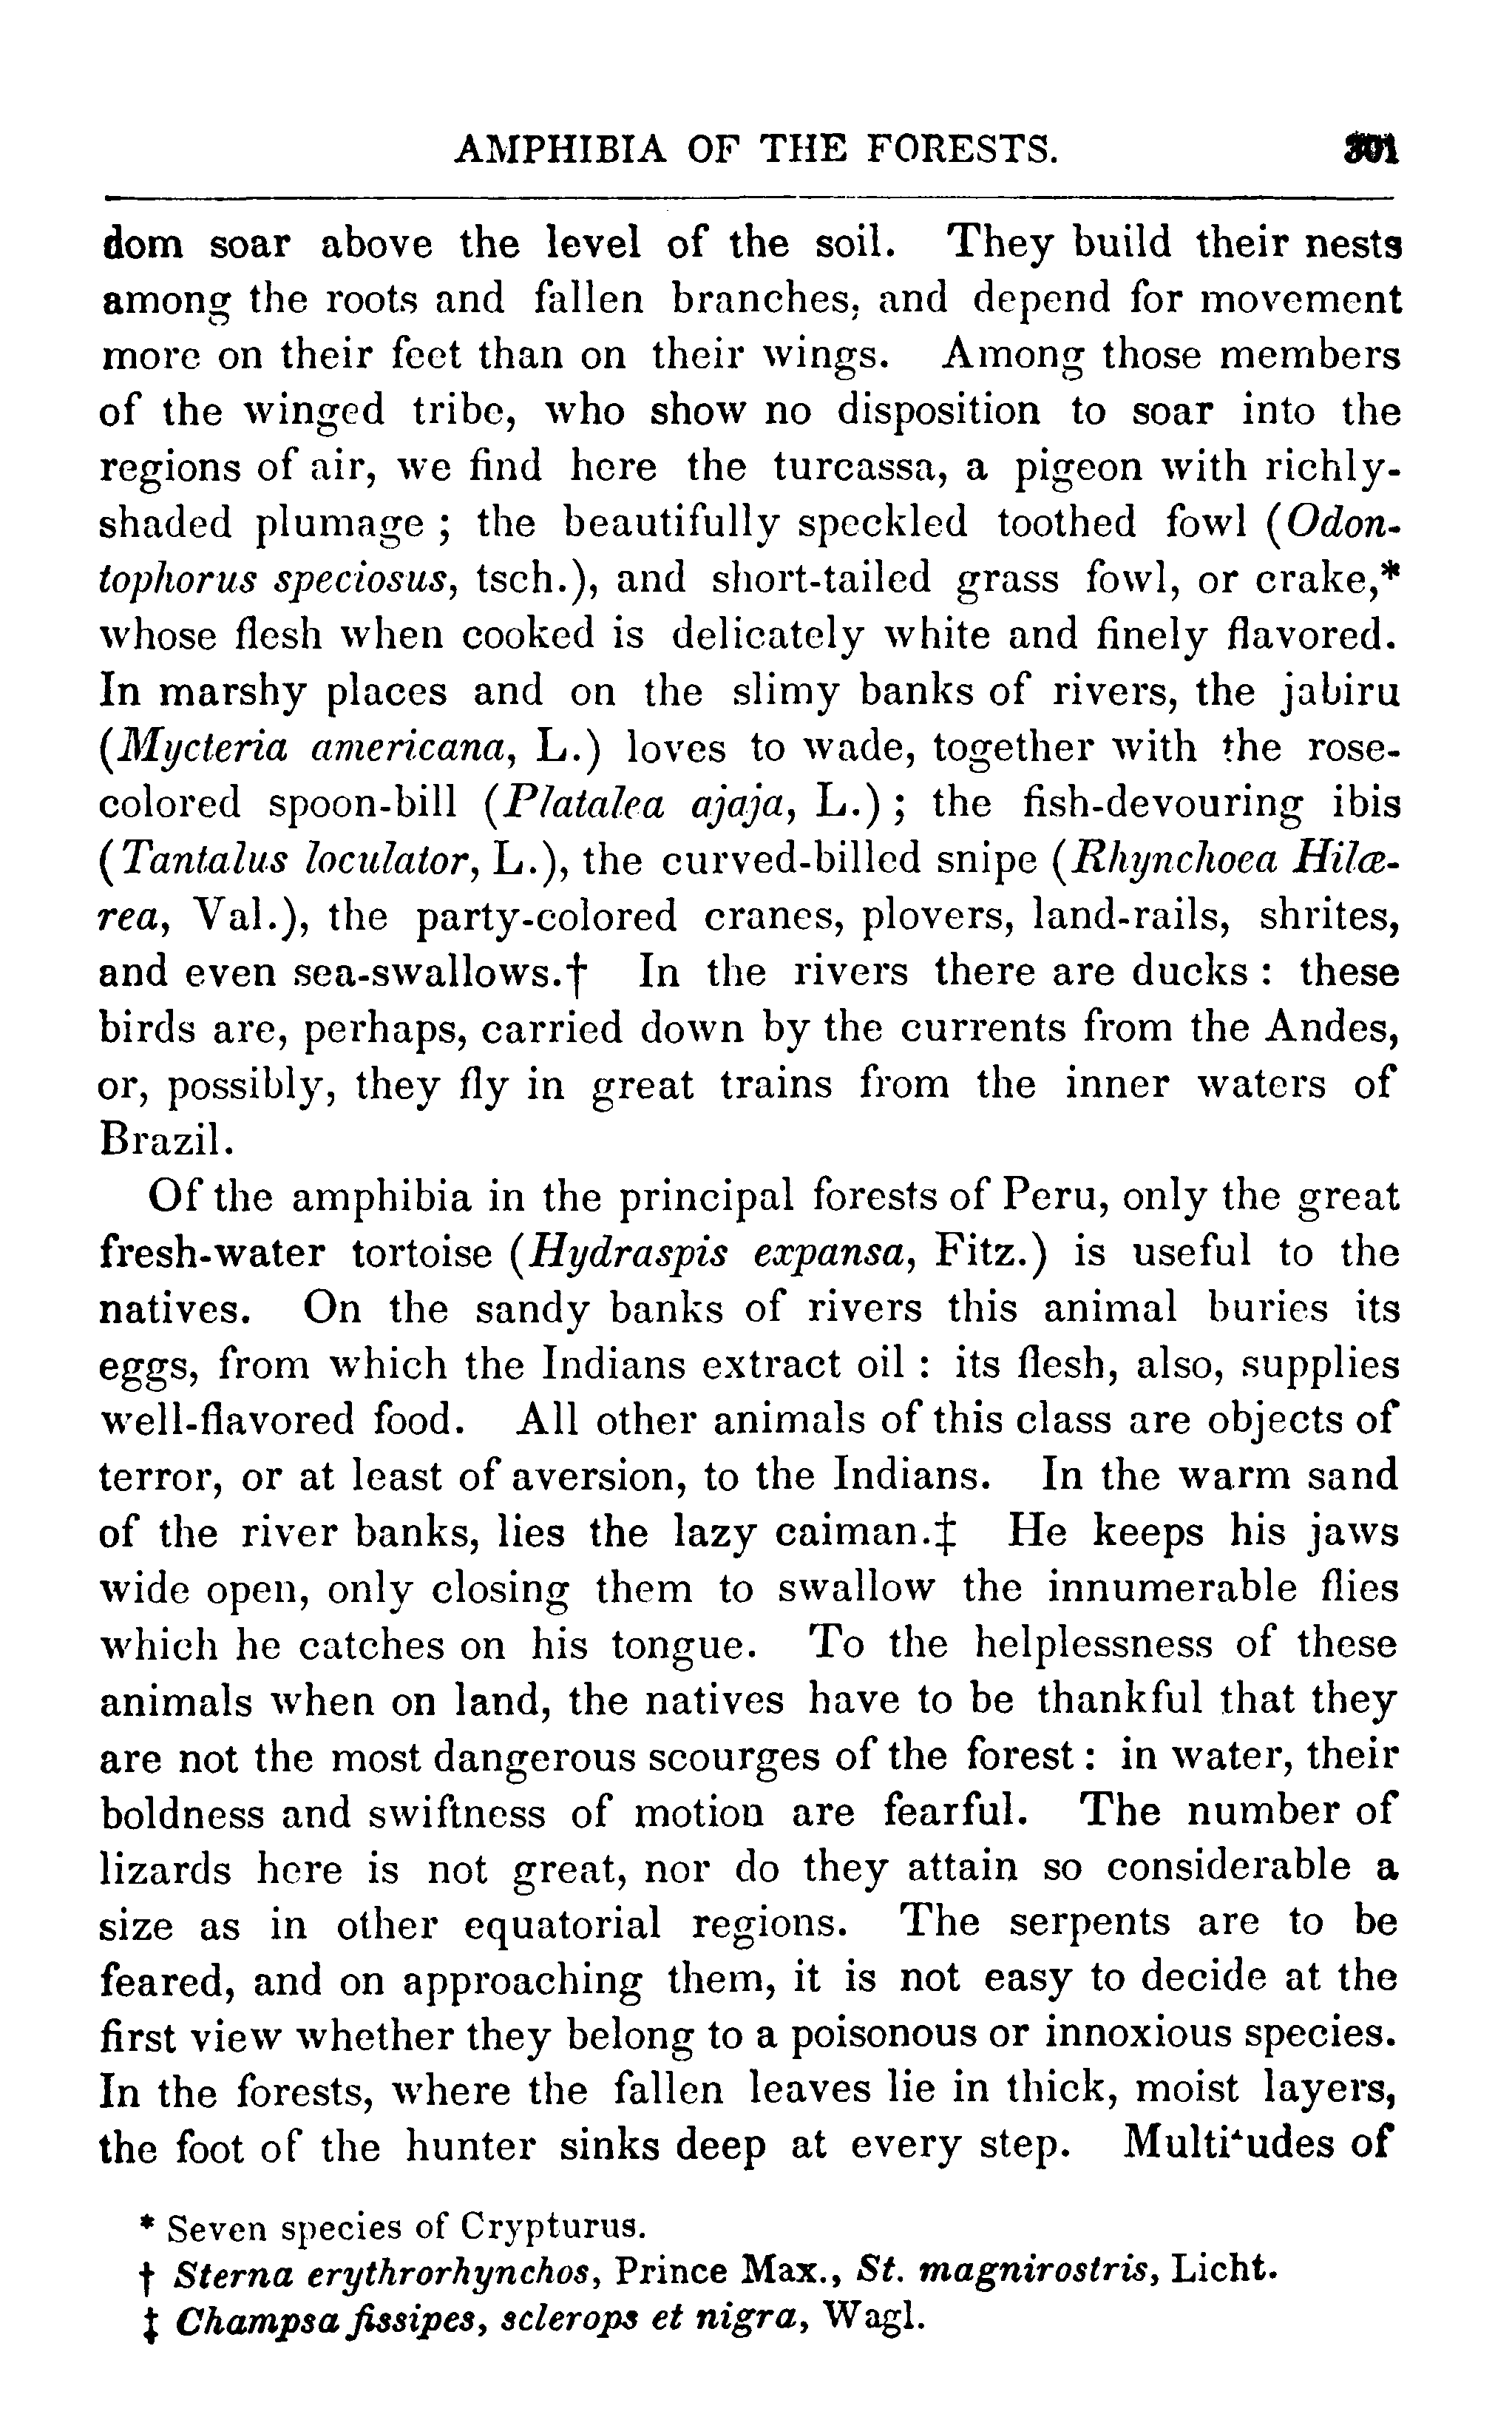 AMPHIBIA OF THE FORESTS. 301
dom soar above the level of the soil. They build their nests
among the roots and fallen branches, and depend for movement
more on their feet than on their wings. Among those members
of the winged tribe, who show no disposition to soar into the
regions of air, we find here the turcassa, a pigeon with richly-
shaded plumage ; the beautifully speckled toothed fowl (Odon-
tophorus speciosus, tsch.), and short-tailed grass fowl, or crake,*
whose flesh when cooked is delicately white and finely flavored.
In marshy places and on the slimy banks of rivers, the jabiru
(Mycteria americana, L.) loves to wade, together with the rose-
colored spoon-bill (Platalea ajaja, L.) ; the fish-devouring ibis
(Tantalus loculator, L.), the curved-billed snipe (Rhynchoea Hilæ-
rea, Val.), the party-colored cranes, plovers, land-rails, shrites,
and even sea-swallows.† In the rivers there are ducks : these
birds are, perhaps, carried down by the currents from the Andes,
or, possibly, they fly in great trains from the inner waters of
Brazil.
Of the amphibia in the principal forests of Peru, only the great
fresh-water tortoise (Hydraspis expansa, Fitz.) is useful to the
natives. On the sandy banks of rivers this animal buries its
eggs, from which the Indians extract oil : its flesh, also, supplies
well-flavored food. All other animals of this class are objects of
terror, or at least of aversion, to the Indians. In the warm sand
of the river banks, lies the lazy caiman.‡ He keeps his jaws
wide open, only closing them to swallow the innumerable flies
which he catches on his tongue. To the helplessness of these
animals when on land, the natives have to be thankful that they
are not the most dangerous scourges of the forest : in water, their
boldness and swiftness of motion are fearful. The number of
lizards here is not great, nor do they attain so considerable a
size as in other equatorial regions. The serpents are to be
feared, and on approaching them, it is not easy to decide at the
first view whether they belong to a poisonous or innoxious species.
In the forests, where the fallen leaves lie in thick, moist layers,
the foot of the hunter sinks deep at every step. Multitudes of
* Seven species of Crypturus.
† Sterna erythrorhynchos, Prince Max., St. magnirostris, Licht.
‡ Champsa fissipes, sclerops et nigra, Wagl.